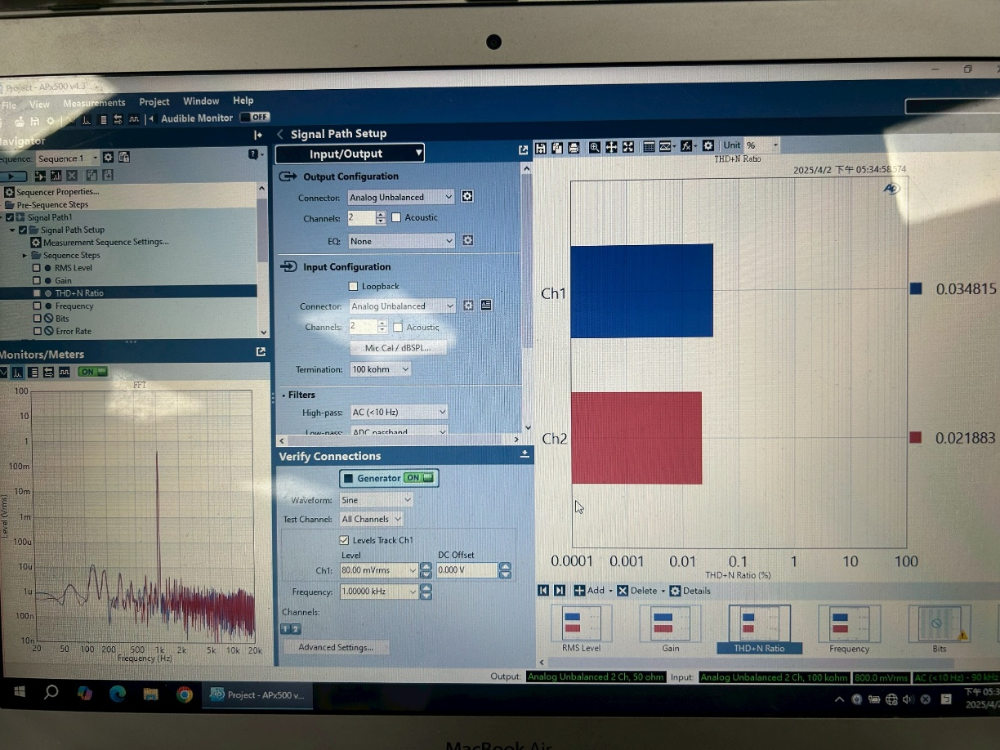 Project - APx500 v4.3
File View Measurements Project Window Help
Audible Monitor OFF
Navigator
Sequence: Sequence 1
Sequencer Properties...
Pre-Sequence Steps
Signal Path1
Signal Path Setup
Measurement Sequence Settings...
Sequence Steps
RMS Level
Gain
THD+N Ratio
Frequency
Bits
Error Rate
Monitors/Meters
ON
FFT
100
10
1
100m
10m
1m
100u
10u
1u
100n
10n
Level (Vrms)
20 50 100 200 500 1k 2k 5k 10k 20k
Frequency (Hz)
Signal Path Setup
Input/Output
Output Configuration
Connector: Analog Unbalanced
Channels: 2 Acoustic
EQ: None
Input Configuration
Loopback
Connector: Analog Unbalanced
Channels: 2 Acoustic
Mic Cal / dBSPL...
Termination: 100 kohm
Filters
High-pass: AC (<10 Hz)
Low-pass: ADC passband
Verify Connections
Generator ON
Waveform: Sine
Test Channel: All Channels
Levels Track Ch1
Level DC Offset
Ch1: 80.00 mVrms 0.000 V
Frequency: 1.00000 kHz
Channels:
1 2
Advanced Settings...
Unit %
THD+N Ratio
2025/4/2 下午 05:34:58.574
Ch1 0.034815
Ch2 0.021883
0.0001 0.001 0.01 0.1 1 10 100
THD+N Ratio (%)
Add Delete Details
RMS Level Gain THD+N Ratio Frequency Bits
Output: Analog Unbalanced 2 Ch, 50 ohm Input: Analog Unbalanced 2 Ch, 100 kohm 800.0 mVrms AC (<10 Hz) - 90 kHz
Project - APx500 v...
下午 05:3
2025/4/2
MacBook Air